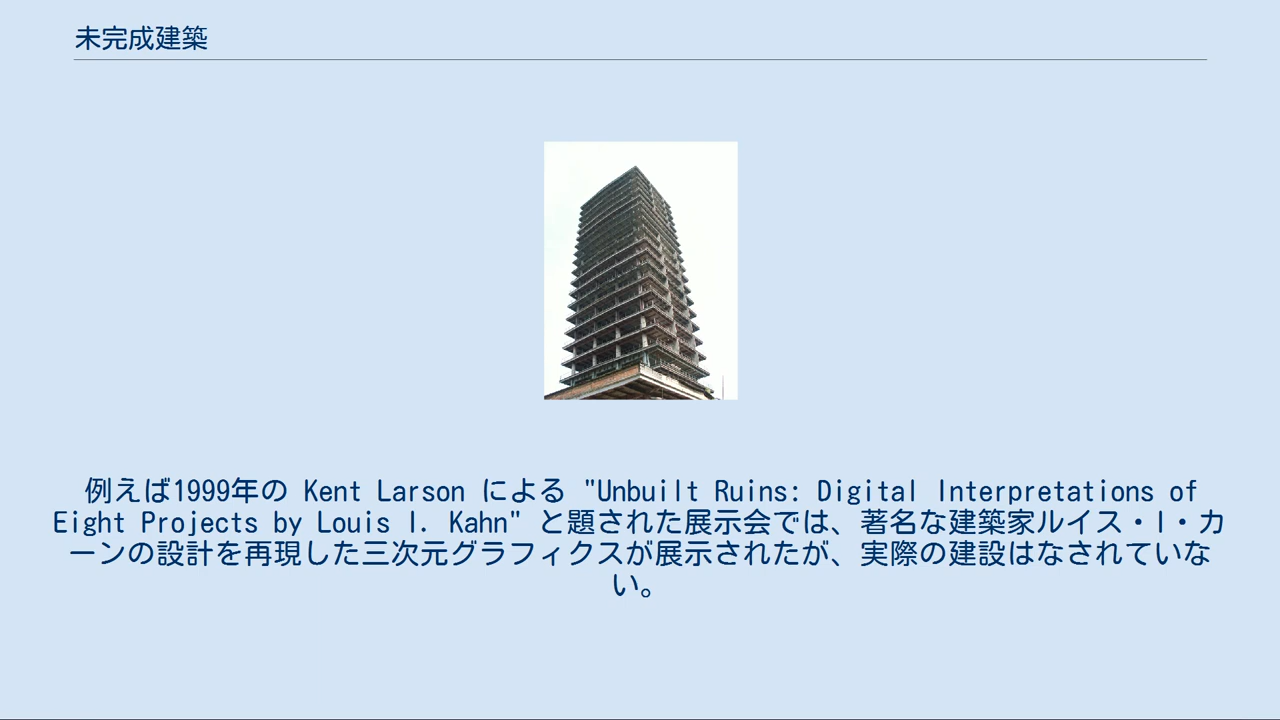 未完成建築
例えば1999年の Kent Larson による "Unbuilt Ruins: Digital Interpretations of
Eight Projects by Louis I. Kahn" と題された展示会では、著名な建築家ルイス・I・カ
ーンの設計を再現した三次元グラフィクスが展示されたが、実際の建設はなされていな
い。